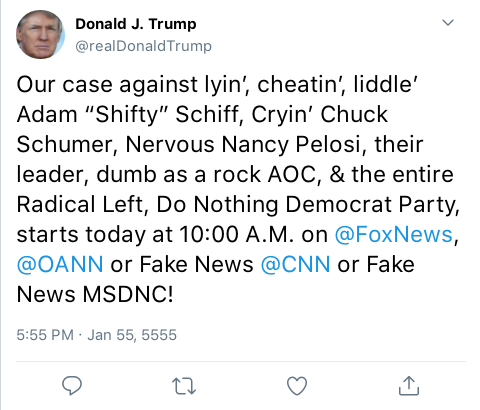 Donald J. Trump
@realDonaldTrump
Our case against lyin’, cheatin’, liddle’
Adam “Shifty” Schiff, Cryin’ Chuck
Schumer, Nervous Nancy Pelosi, their
leader, dumb as a rock AOC, & the entire
Radical Left, Do Nothing Democrat Party,
starts today at 10:00 A.M. on @FoxNews,
@OANN or Fake News @CNN or Fake
News MSDNC!
5:55 PM · Jan 55, 5555